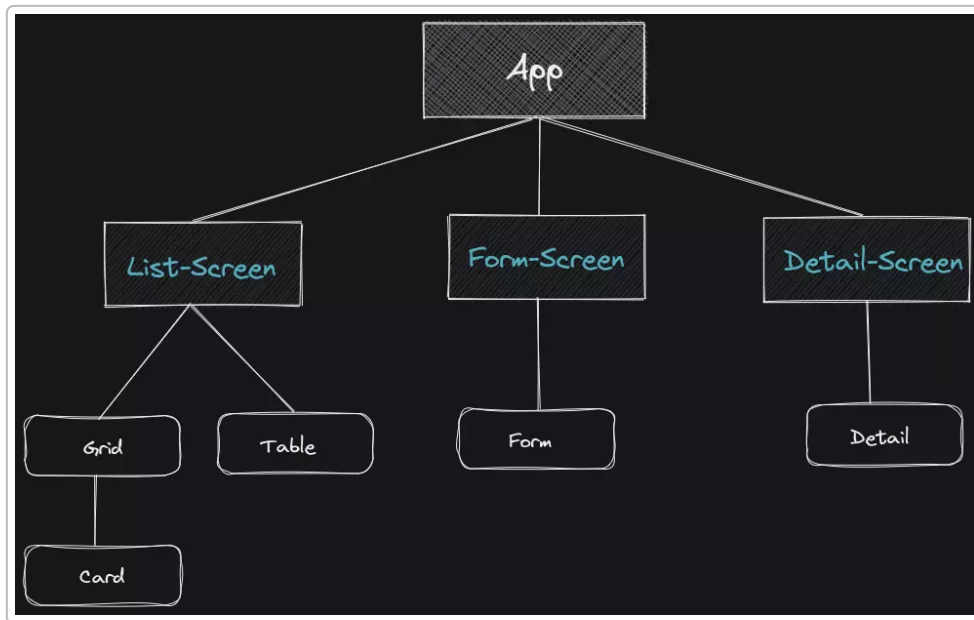 App
List-Screen
Form-Screen
Detail-Screen
Grid
Table
Form
Detail
Card